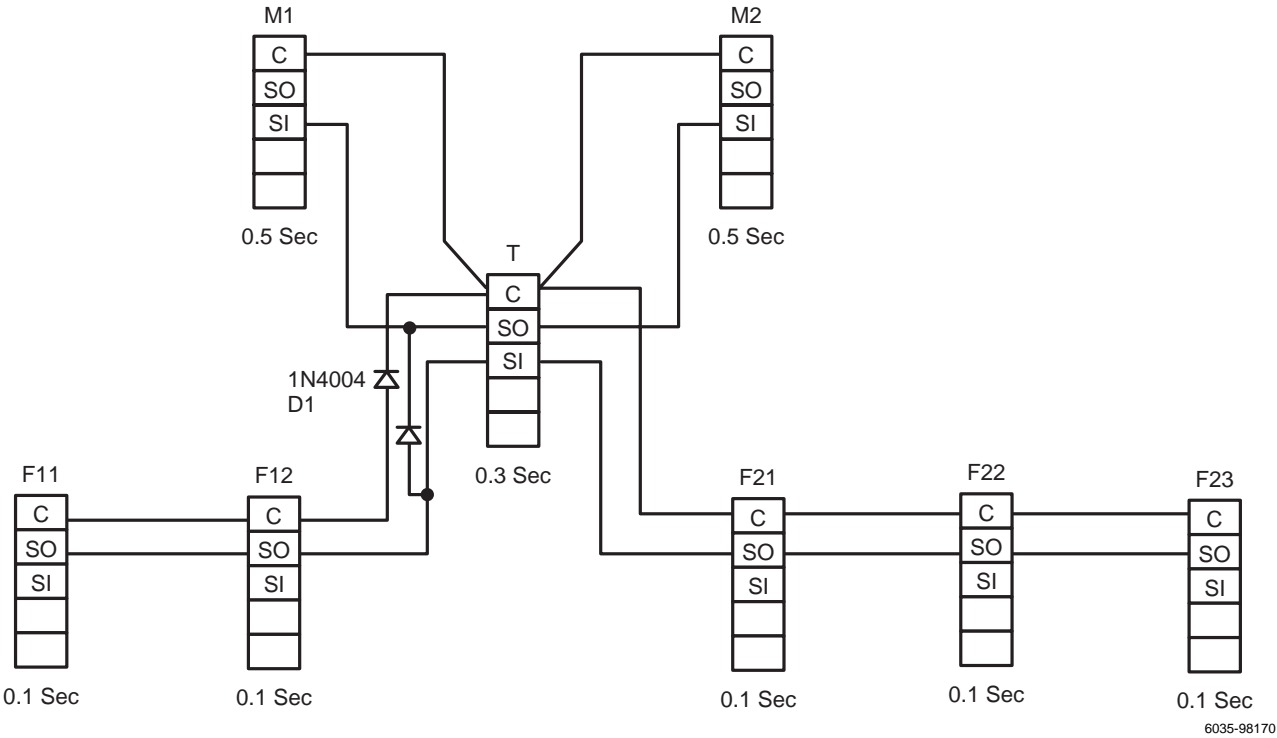 M1
C
SO
SI
0.5 Sec
M2
C
SO
SI
0.5 Sec
T
C
SO
SI
0.3 Sec
1N4004
D1
F11
C
SO
SI
0.1 Sec
F12
C
SO
SI
0.1 Sec
F21
C
SO
SI
0.1 Sec
F22
C
SO
SI
0.1 Sec
F23
C
SO
SI
0.1 Sec
6035-98170